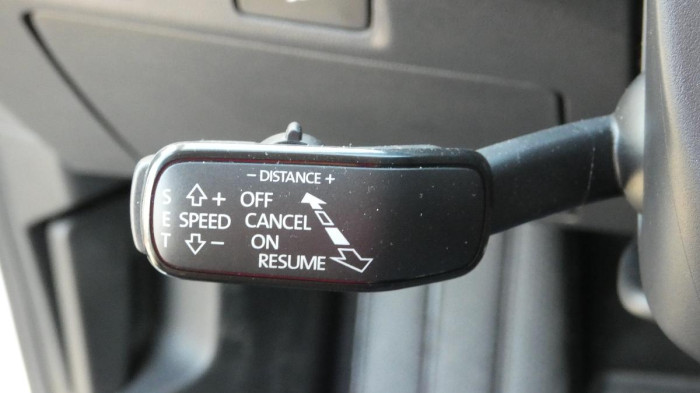 − DISTANCE +
S + OFF
E SPEED CANCEL
T − ON
RESUME